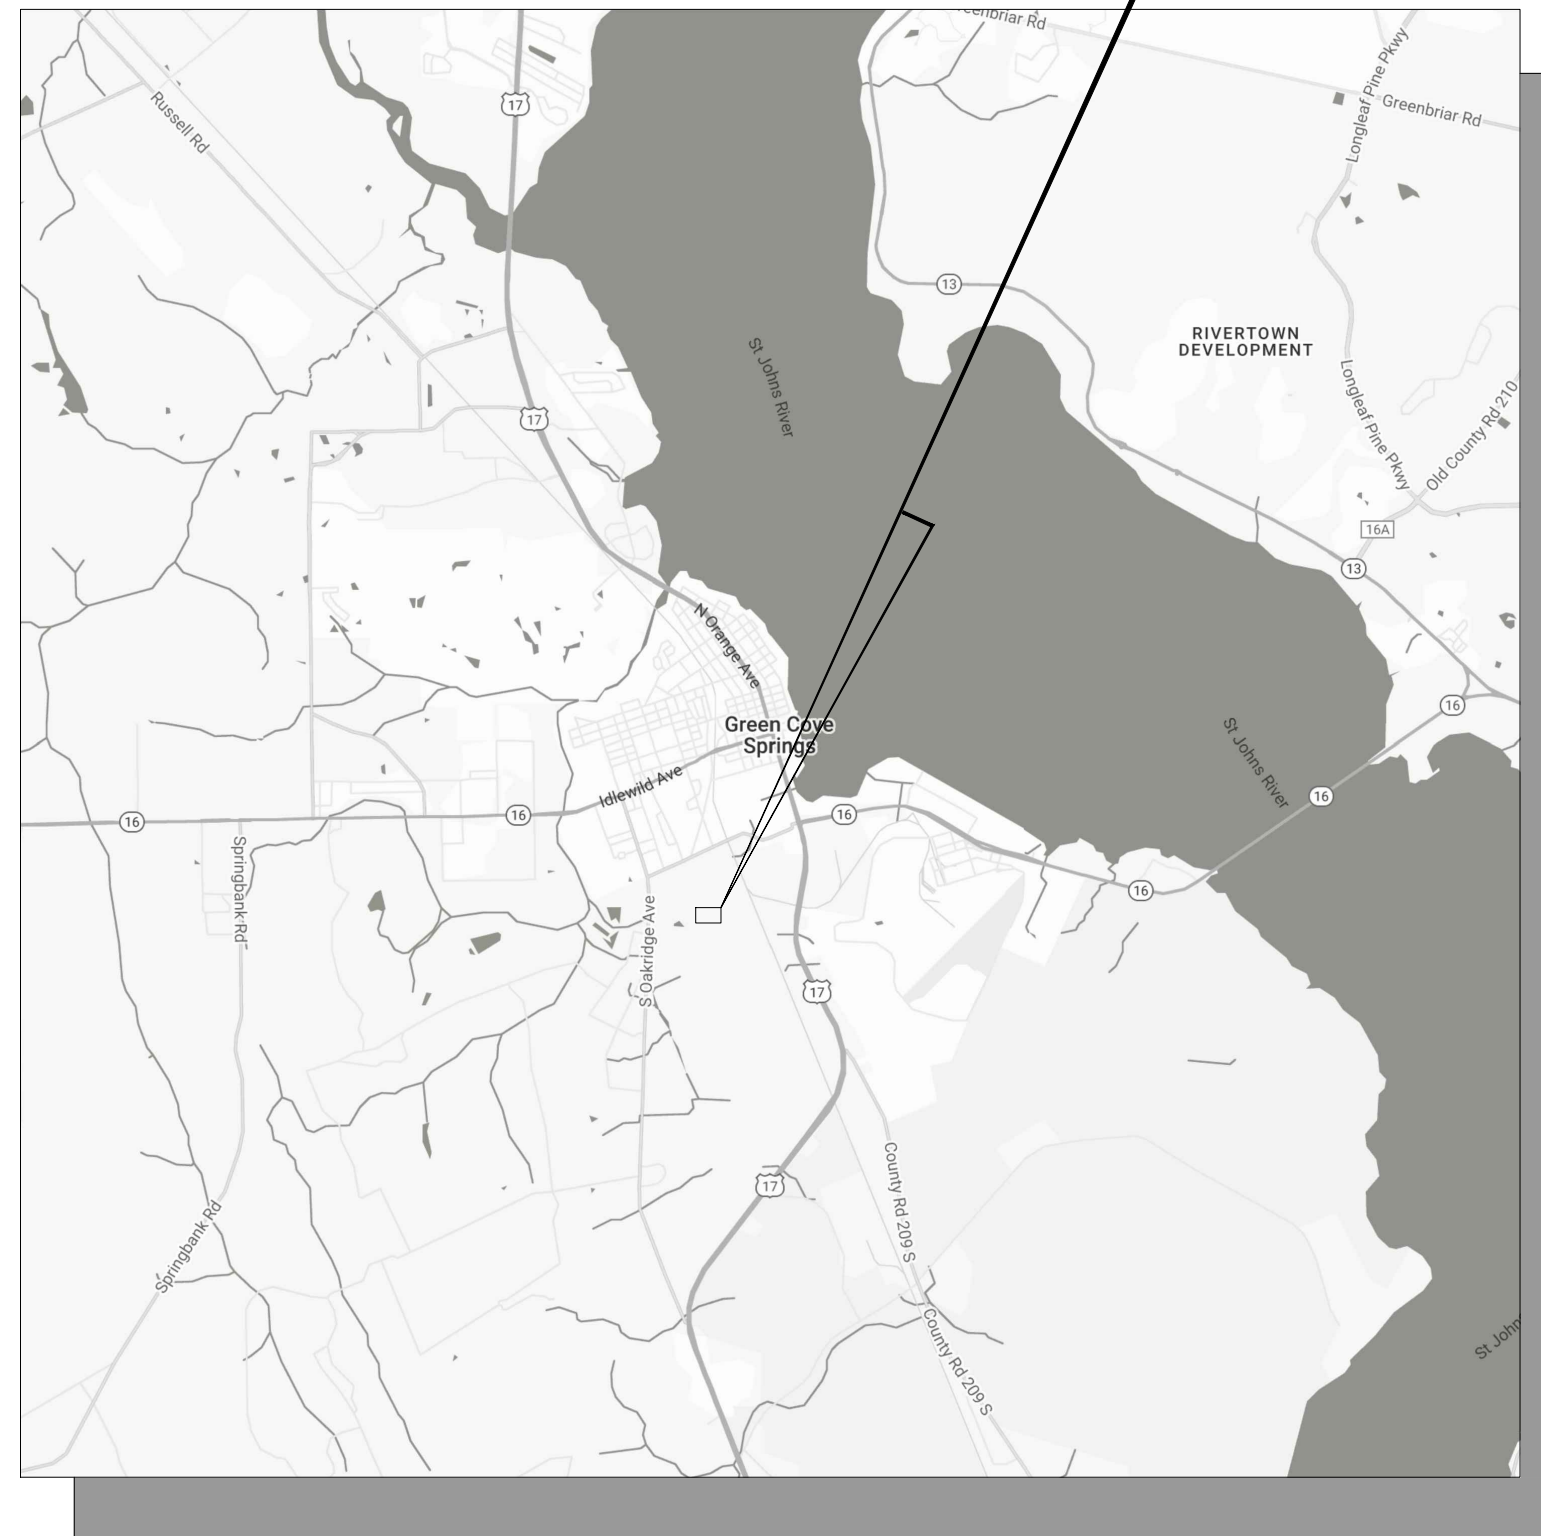 Greenbriar Rd
17
Russell Rd
Longleaf Pine Pkwy
Greenbriar Rd
13
RIVERTOWN
DEVELOPMENT
St Johns River
Longleaf Pine Pkwy
Old County Rd 210
17
16A
13
N Orange Ave
16
Green Cove
Springs
St Johns River
Idlewild Ave
16
16
16
16
Springbank Rd
16
S Oakridge Ave
17
17
County Rd 209 S
Springbank Rd
County Rd 209 S
St John